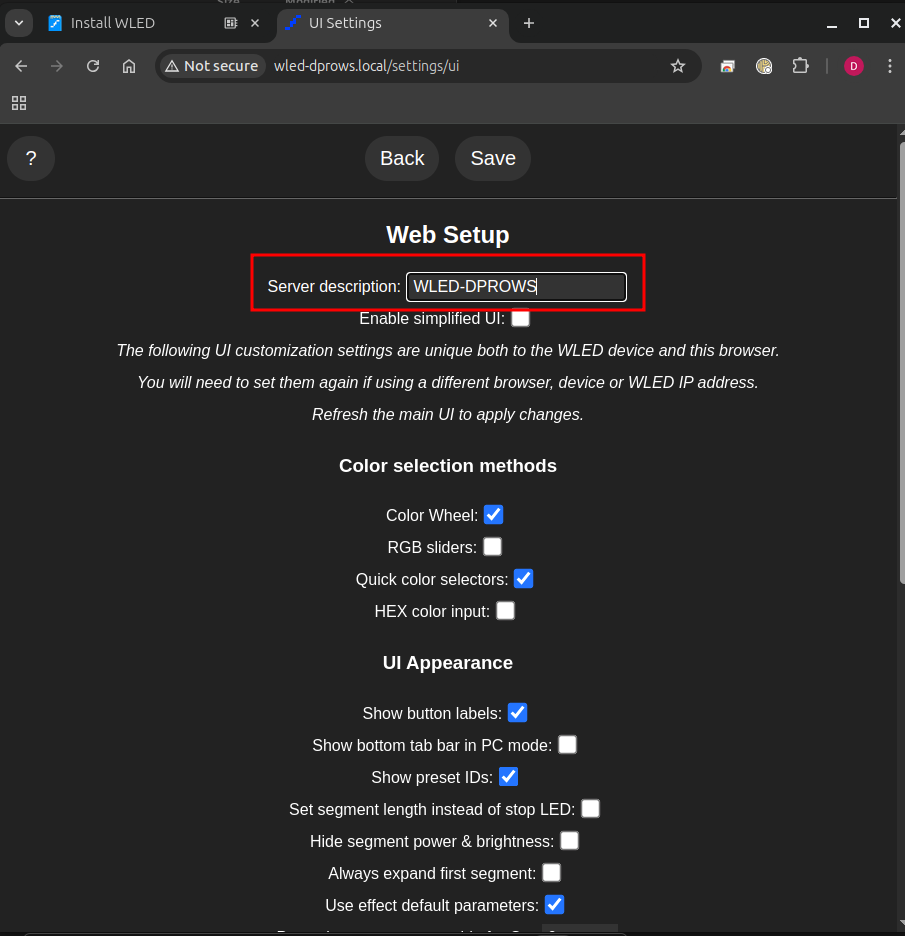 Install WLED
UI Settings
Not secure
wled-dprows.local/settings/ui
D
?
Back
Save
Web Setup
Server description: WLED-DPROWS
Enable simplified UI:
The following UI customization settings are unique both to the WLED device and this browser.
You will need to set them again if using a different browser, device or WLED IP address.
Refresh the main UI to apply changes.
Color selection methods
Color Wheel:
RGB sliders:
Quick color selectors:
HEX color input:
UI Appearance
Show button labels:
Show bottom tab bar in PC mode:
Show preset IDs:
Set segment length instead of stop LED:
Hide segment power & brightness:
Always expand first segment:
Use effect default parameters: